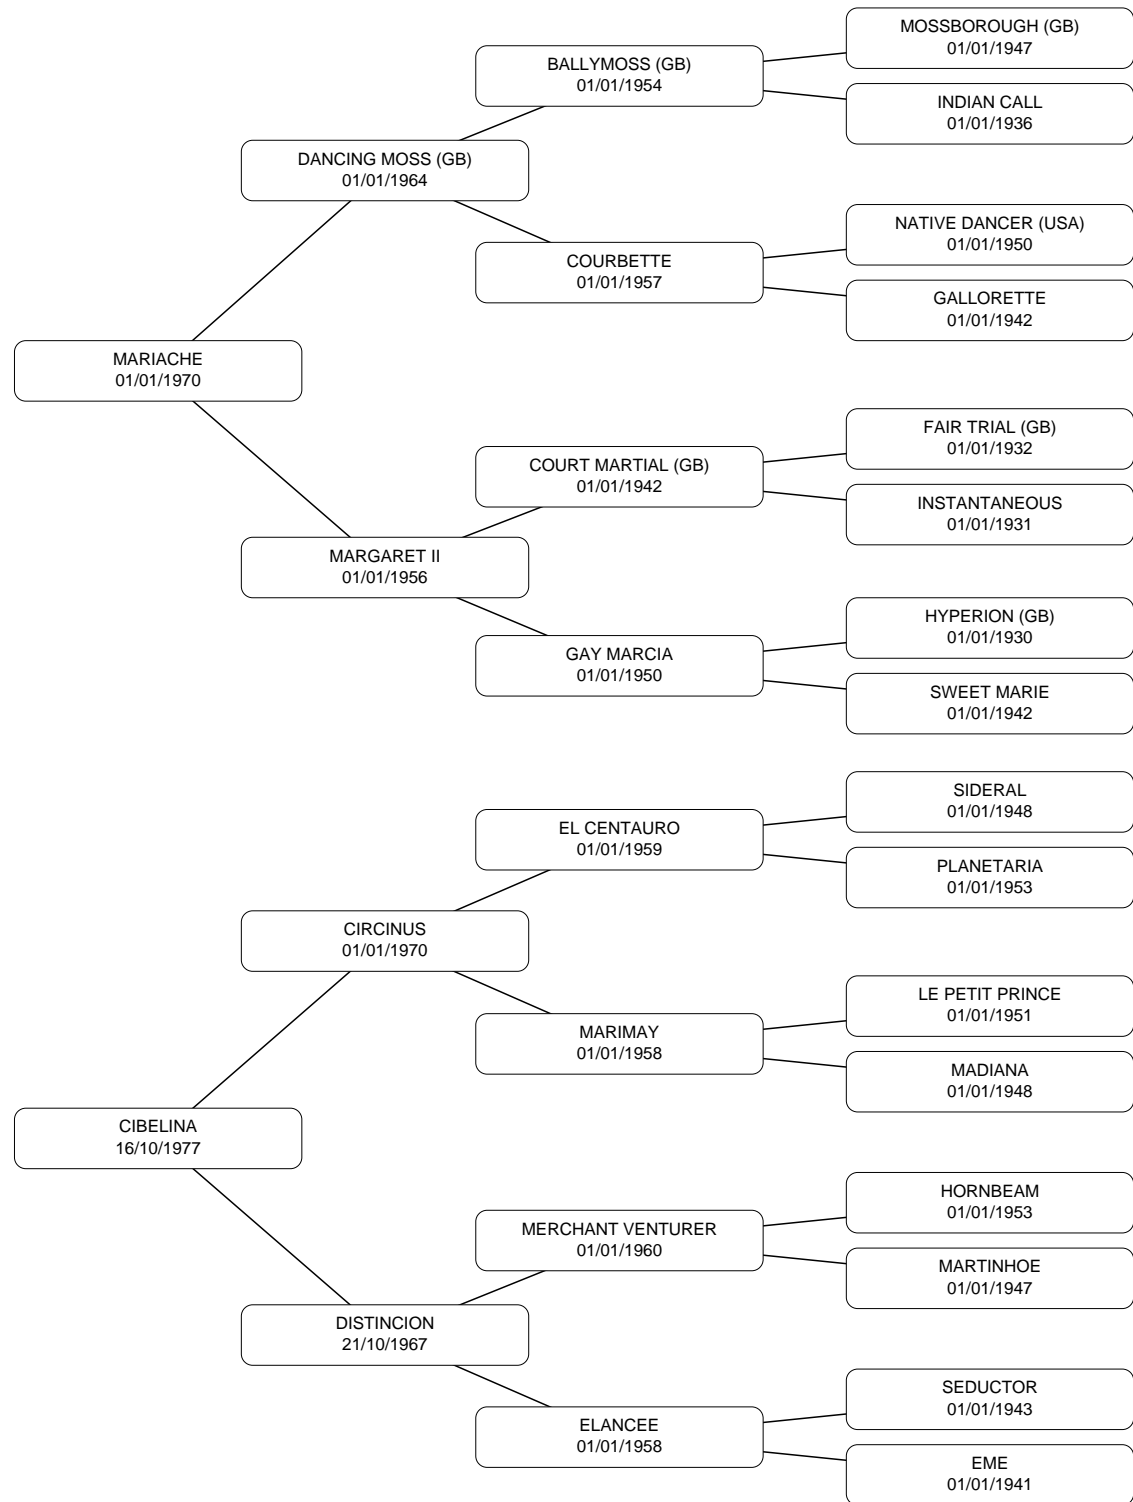 MOSSBOROUGH (GB)
01/01/1947
BALLYMOSS (GB)
01/01/1954
INDIAN CALL
01/01/1936
DANCING MOSS (GB)
01/01/1964
NATIVE DANCER (USA)
01/01/1950
COURBETTE
01/01/1957
GALLORETTE
01/01/1942
MARIACHE
01/01/1970
FAIR TRIAL (GB)
01/01/1932
COURT MARTIAL (GB)
01/01/1942
INSTANTANEOUS
01/01/1931
MARGARET II
01/01/1956
HYPERION (GB)
01/01/1930
GAY MARCIA
01/01/1950
SWEET MARIE
01/01/1942
SIDERAL
01/01/1948
EL CENTAURO
01/01/1959
PLANETARIA
01/01/1953
CIRCINUS
01/01/1970
LE PETIT PRINCE
01/01/1951
MARIMAY
01/01/1958
MADIANA
01/01/1948
CIBELINA
16/10/1977
HORNBEAM
01/01/1953
MERCHANT VENTURER
01/01/1960
MARTINHOE
01/01/1947
DISTINCION
21/10/1967
SEDUCTOR
01/01/1943
ELANCEE
01/01/1958
EME
01/01/1941